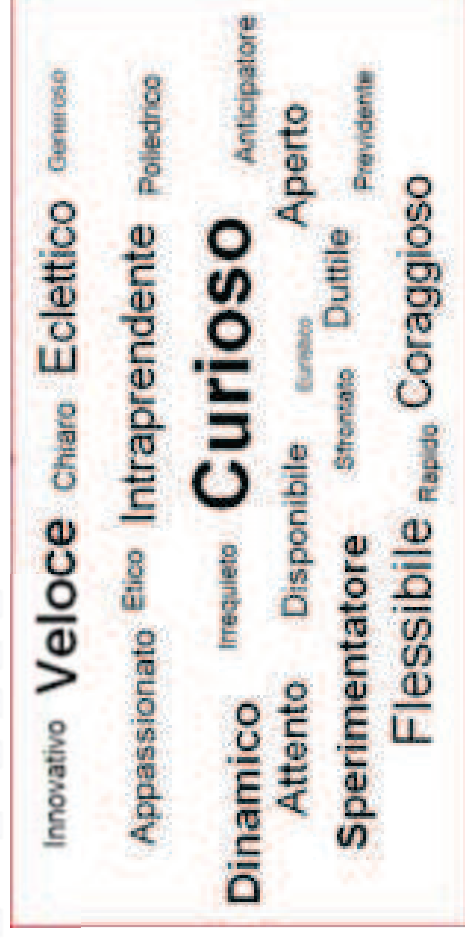 Innovativo Veloce Chiaro Eclettico Generoso
Appassionato Etico Intraprendente Poliedrico
Dinamico Irrequieto Curioso Anticipatore
Attento Disponibile Aperto
Sperimentatore Sfrontato Duttile Previdente
Flessibile Rapido Coraggioso